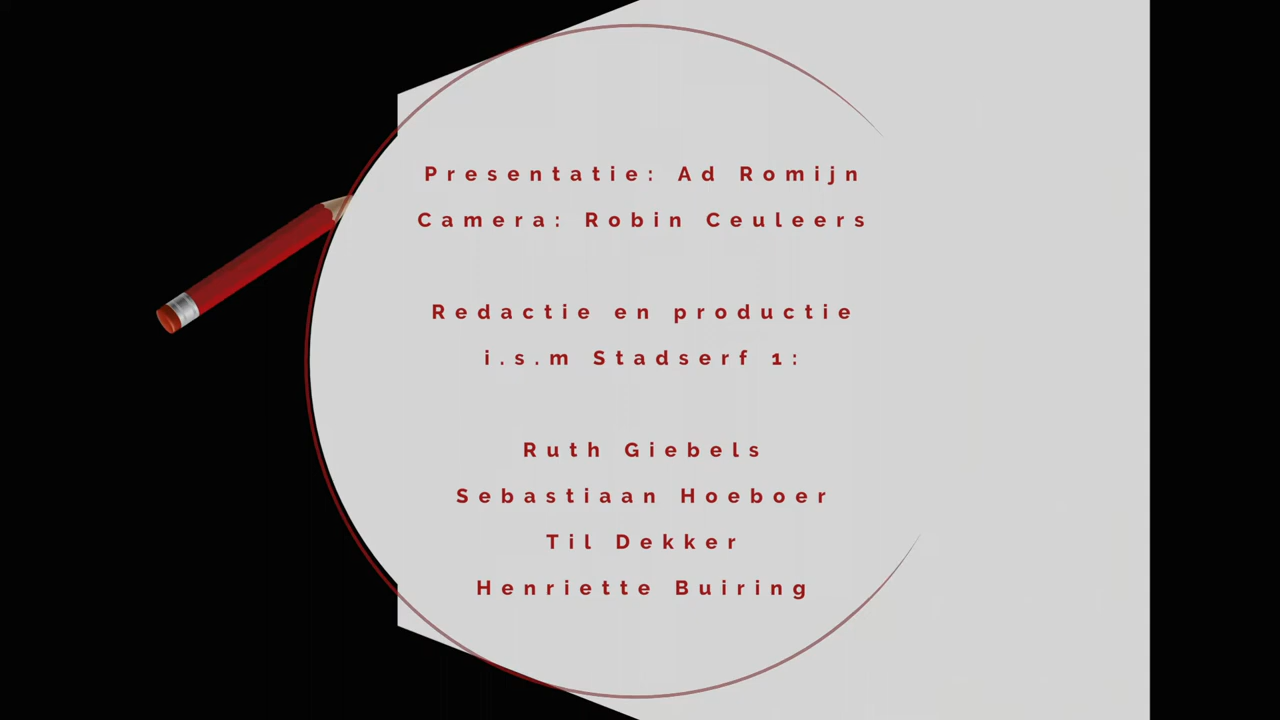 Presentatie: Ad Romijn
Camera: Robin Ceuleers
Redactie en productie
i.s.m Stadserf 1:
Ruth Giebels
Sebastiaan Hoeboer
Til Dekker
Henriette Buiring